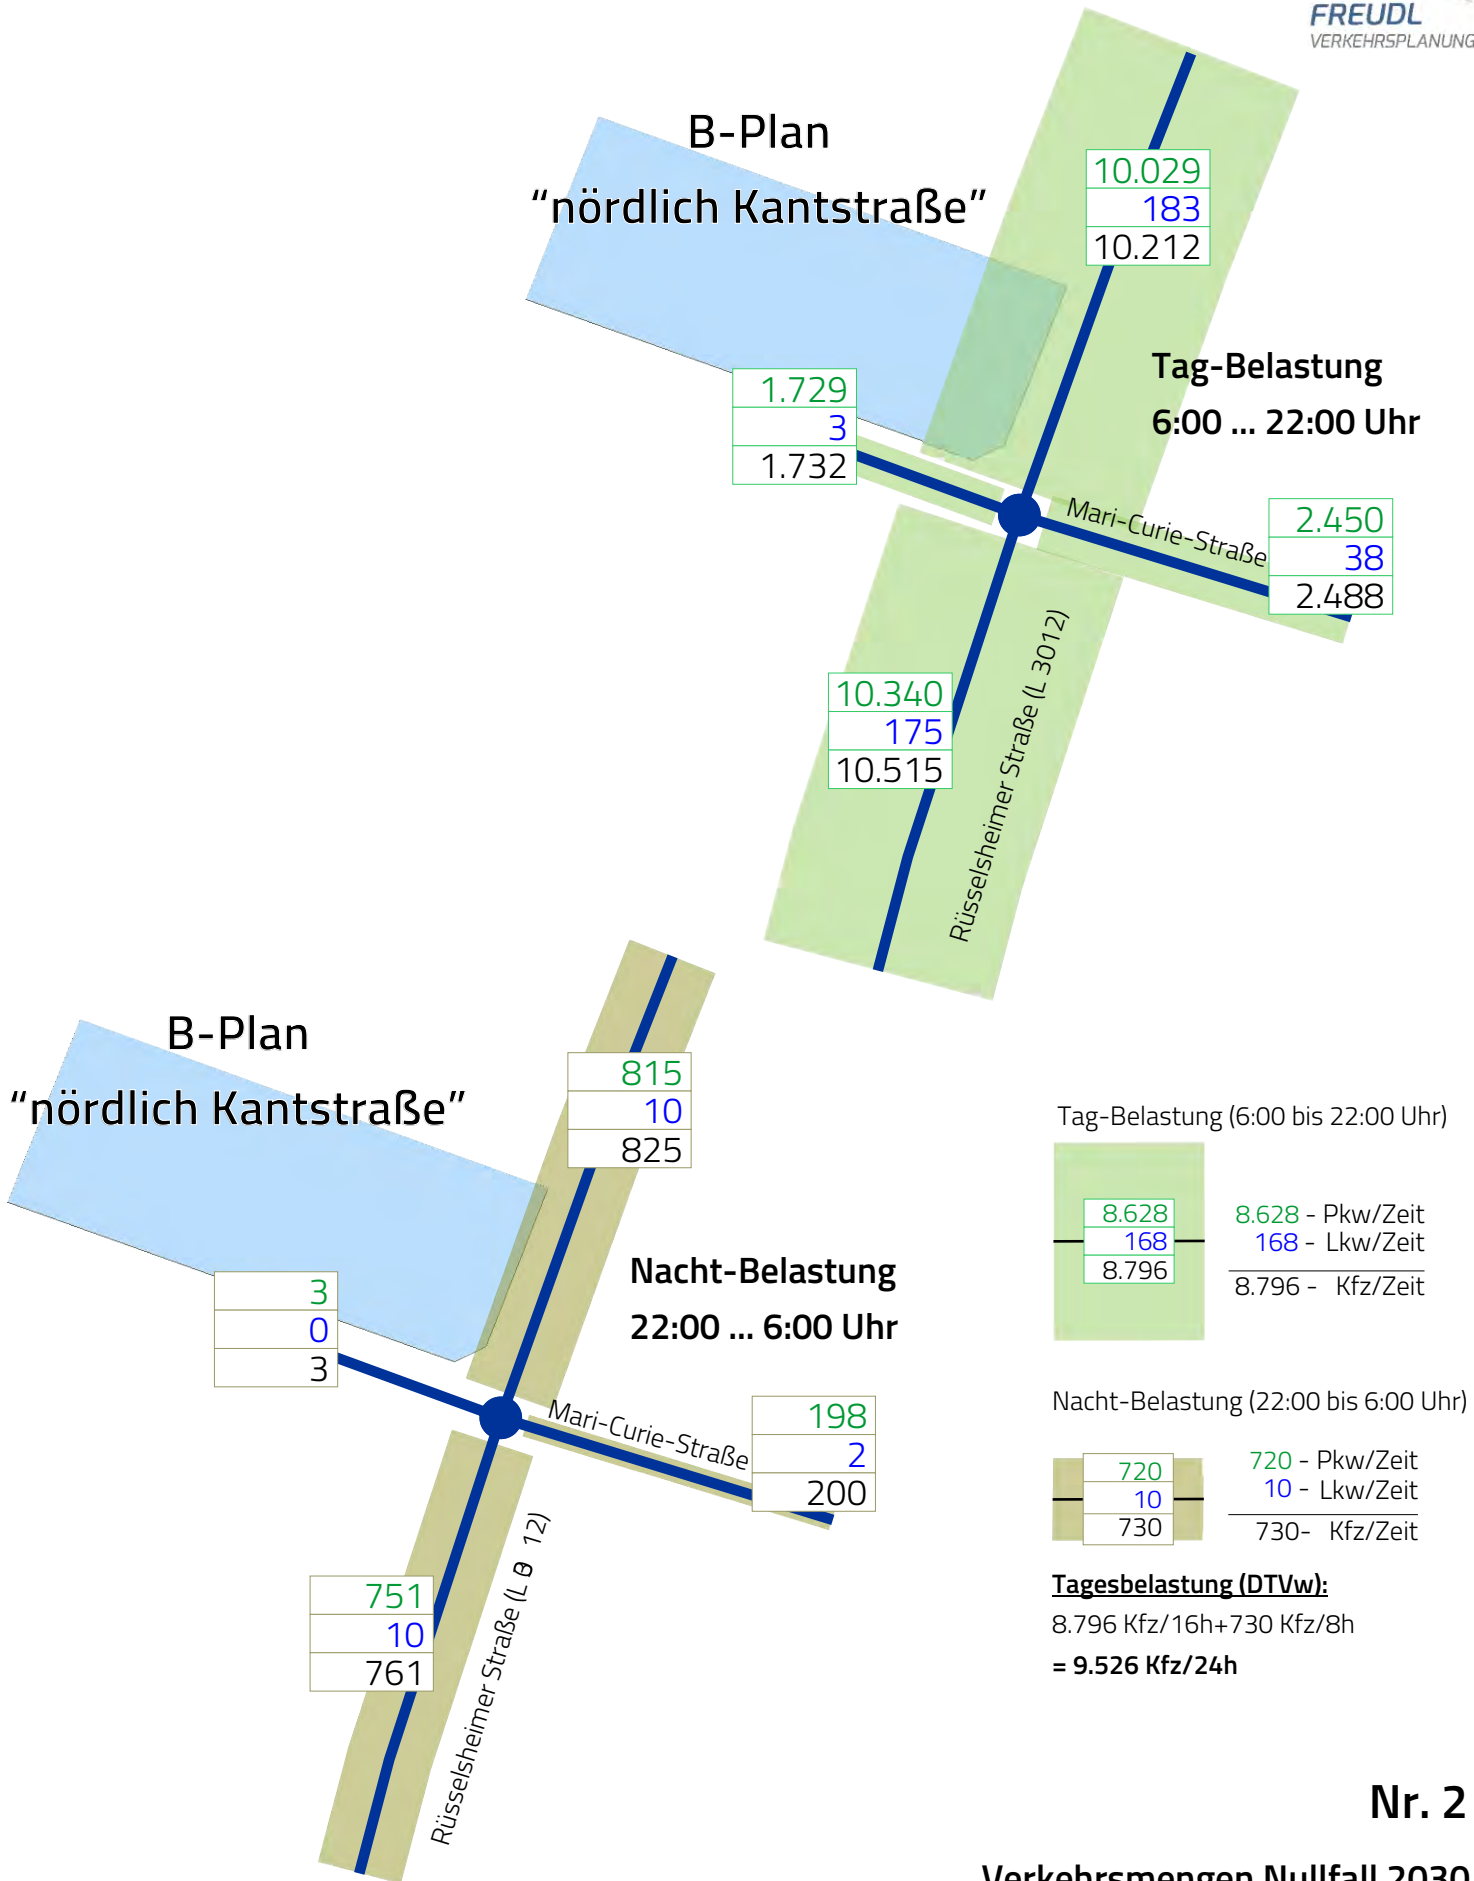 FREUDL
VERKEHRSPLANUNG
B-Plan
“nördlich Kantstraße”
10.029
183
10.212
Tag-Belastung
6:00 ... 22:00 Uhr
1.729
3
1.732
Mari-Curie-Straße
2.450
38
2.488
10.340
175
10.515
Rüsselsheimer Straße (L 3012)
B-Plan
“nördlich Kantstraße”
815
10
825
Nacht-Belastung
22:00 ... 6:00 Uhr
3
0
3
Mari-Curie-Straße
198
2
200
751
10
761
Rüsselsheimer Straße (L 12)
Tag-Belastung (6:00 bis 22:00 Uhr)
8.628
168
8.796
8.628 - Pkw/Zeit
168 - Lkw/Zeit
8.796 - Kfz/Zeit
Nacht-Belastung (22:00 bis 6:00 Uhr)
720
10
730
720 - Pkw/Zeit
10 - Lkw/Zeit
730- Kfz/Zeit
Tagesbelastung (DTVw):
8.796 Kfz/16h+730 Kfz/8h
= 9.526 Kfz/24h
Nr. 2
Verkehrsmengen Nullfall 2030